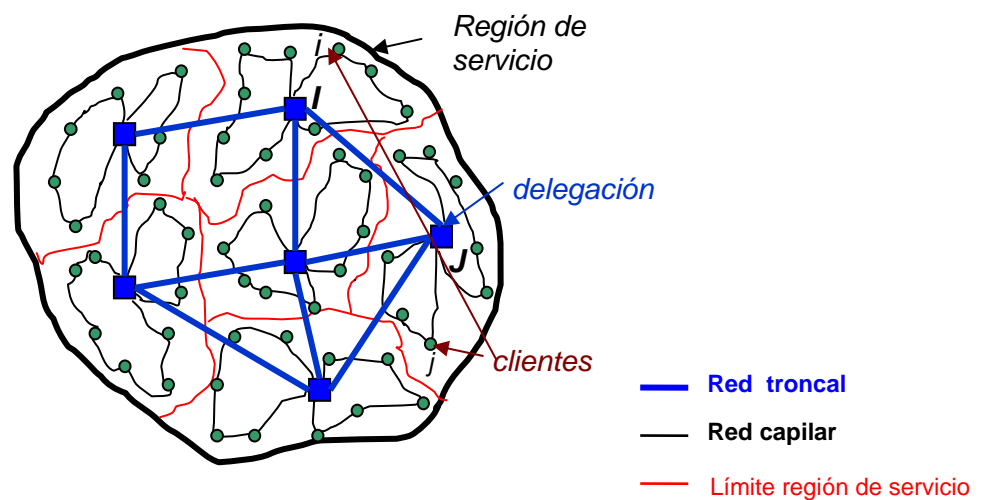 Región de
servicio
i
I
delegación
J
clientes
j
Red troncal
Red capilar
Límite región de servicio